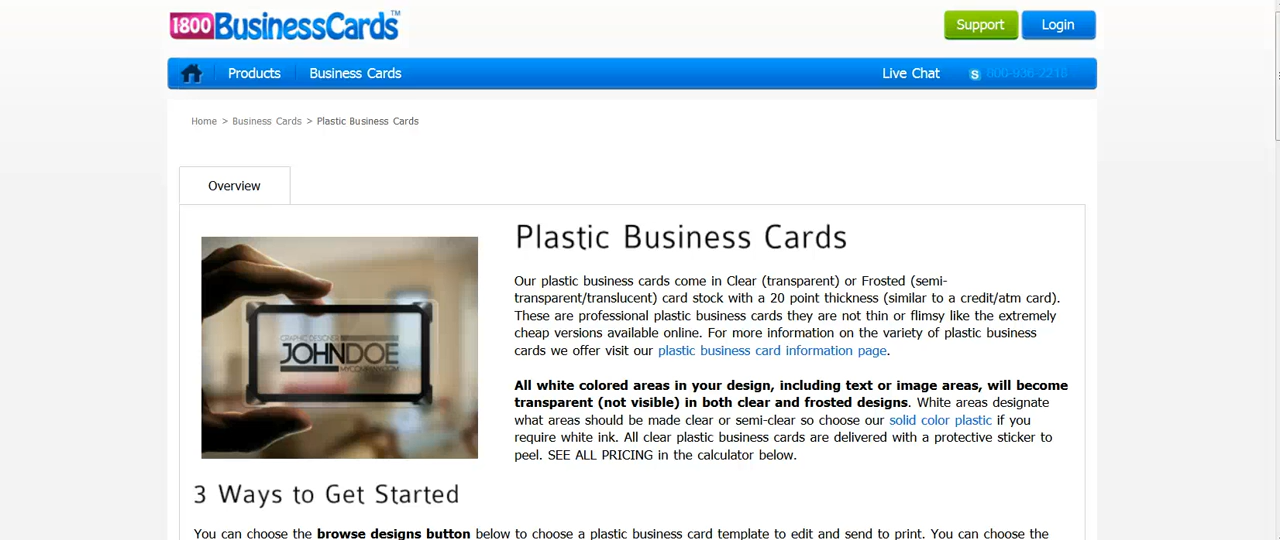 1800BusinessCards™
Support
Login
Products
Business Cards
Live Chat
800-936-2218
Home > Business Cards > Plastic Business Cards
Overview
Plastic Business Cards
GRAPHIC DESIGNER
JOHNDOE
MYCOMPANY.COM
Our plastic business cards come in Clear (transparent) or Frosted (semi-
transparent/translucent) card stock with a 20 point thickness (similar to a credit/atm card).
These are professional plastic business cards they are not thin or flimsy like the extremely
cheap versions available online. For more information on the variety of plastic business
cards we offer visit our plastic business card information page.
All white colored areas in your design, including text or image areas, will become
transparent (not visible) in both clear and frosted designs. White areas designate
what areas should be made clear or semi-clear so choose our solid color plastic if you
require white ink. All clear plastic business cards are delivered with a protective sticker to
peel. SEE ALL PRICING in the calculator below.
3 Ways to Get Started
You can choose the browse designs button below to choose a plastic business card template to edit and send to print. You can choose the